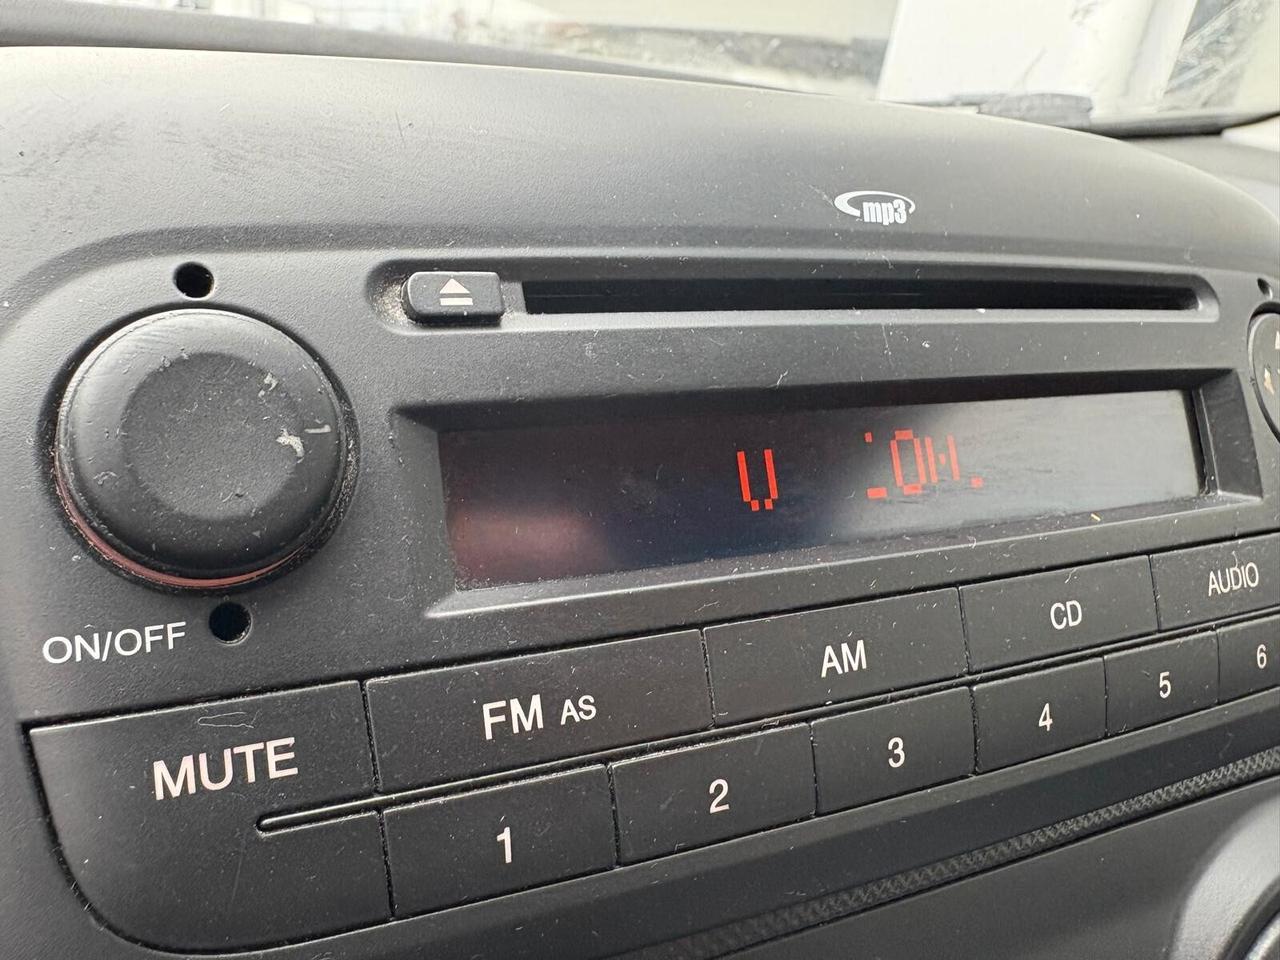 mp3
ON/OFF
MUTE FM AS AM CD AUDIO
1 2 3 4 5 6